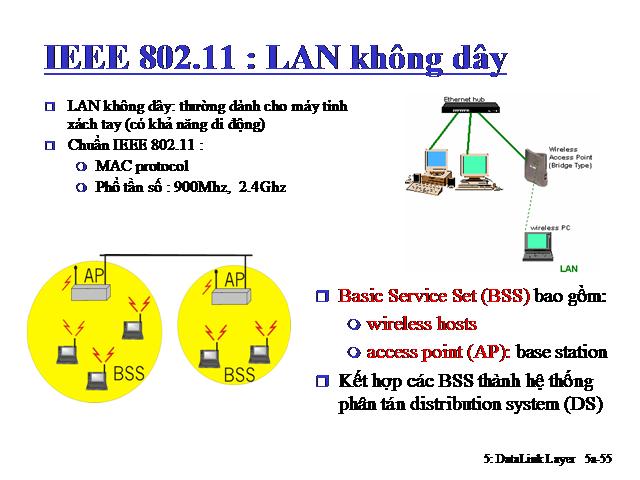 IEEE 802.11 : LAN không dây
LAN không dây: thường dành cho máy tính
xách tay (có khả năng di động)
Chuẩn IEEE 802.11 :
MAC protocol
Phổ tần số : 900Mhz, 2.4Ghz
Ethernet hub
Wireless
Access Point
(Bridge Type)
wireless PC
LAN
AP
BSS
AP
BSS
Basic Service Set (BSS) bao gồm:
wireless hosts
access point (AP): base station
Kết hợp các BSS thành hệ thống
phân tán distribution system (DS)
5: DataLink Layer 5a-55